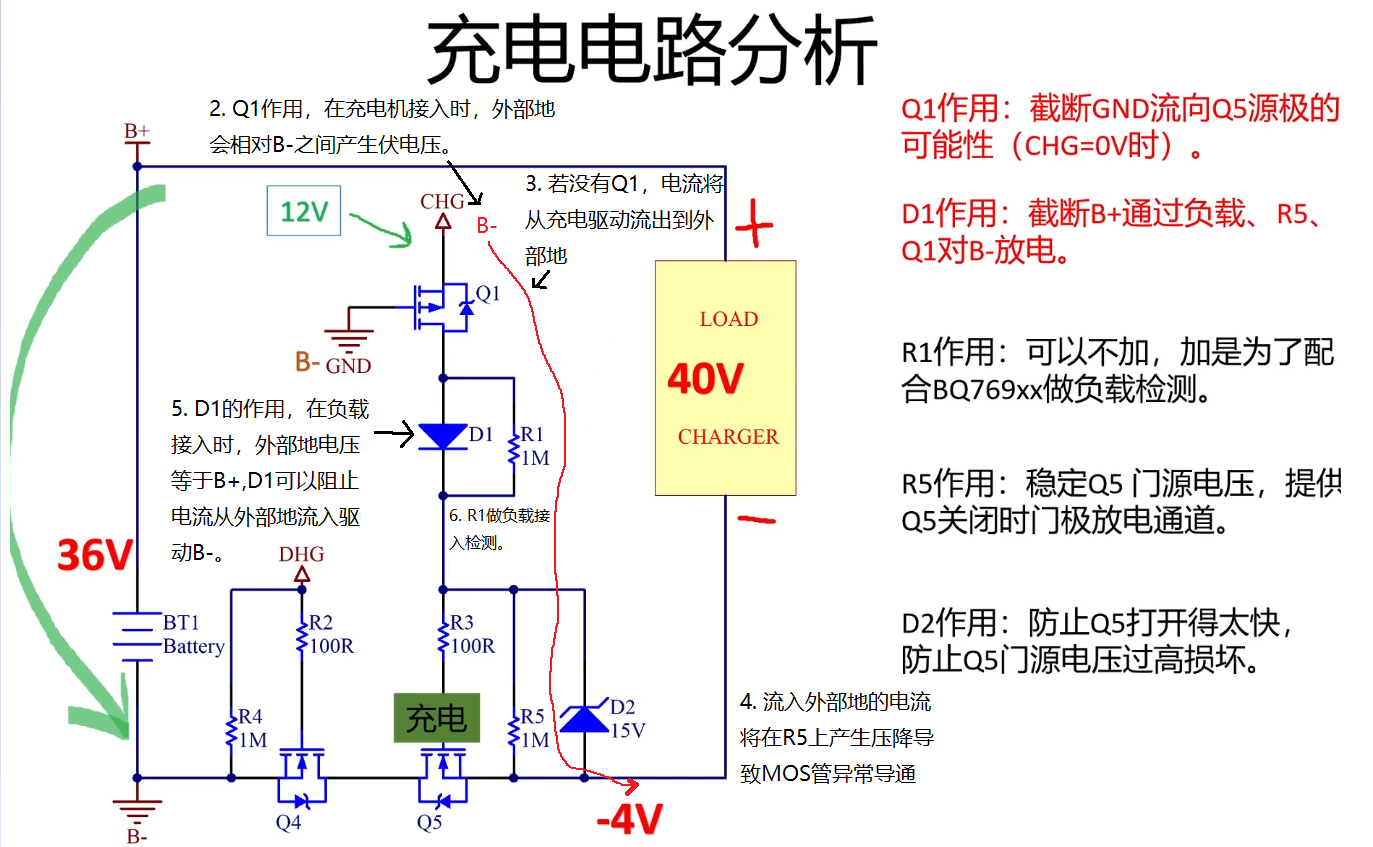 充电电路分析
2. Q1作用，在充电机接入时，外部地
会相对B-之间产生伏电压。
B+
12V
CHG
B-
3. 若没有Q1，电流将
从充电驱动流出到外
部地
Q1
B-
GND
LOAD
40V
CHARGER
5. D1的作用，在负载
接入时，外部地电压
等于B+,D1可以阻止
电流从外部地流入驱
动B-。
D1
R1
1M
6. R1做负载接
入检测。
36V
DHG
BT1
Battery
R2
100R
R3
100R
充电
R4
1M
R5
1M
D2
15V
4. 流入外部地的电流
将在R5上产生压降导
致MOS管异常导通
Q4
Q5
-4V
B-
Q1作用：截断GND流向Q5源极的
可能性（CHG=0V时）。
D1作用：截断B+通过负载、R5、
Q1对B-放电。
R1作用：可以不加，加是为了配
合BQ769xx做负载检测。
R5作用：稳定Q5 门源电压，提供
Q5关闭时门极放电通道。
D2作用：防止Q5打开得太快，
防止Q5门源电压过高损坏。